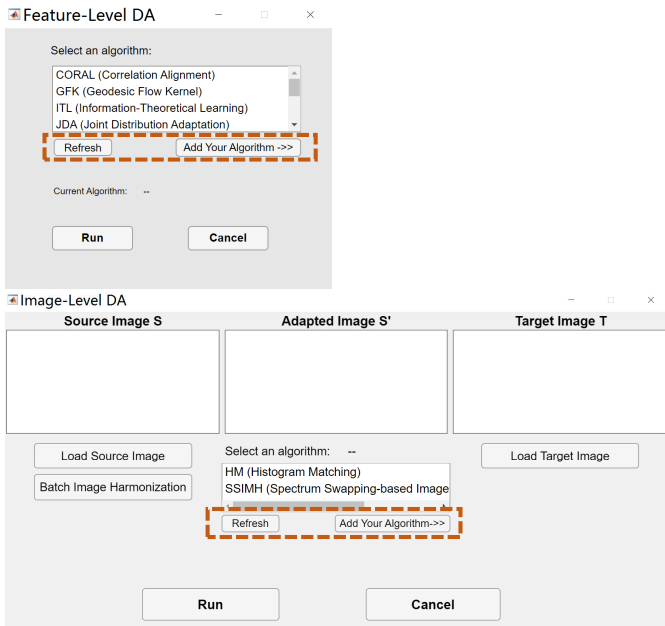 Feature-Level DA
Select an algorithm:
CORAL (Correlation Alignment)
GFK (Geodesic Flow Kernel)
ITL (Information-Theoretical Learning)
JDA (Joint Distribution Adaptation)
Refresh Add Your Algorithm ->>
Current Algorithm: --
Run Cancel
Image-Level DA
Source Image S Adapted Image S' Target Image T
Load Source Image Select an algorithm: -- Load Target Image
HM (Histogram Matching)
Batch Image Harmonization SSIMH (Spectrum Swapping-based Image
Refresh Add Your Algorithm->>
Run Cancel